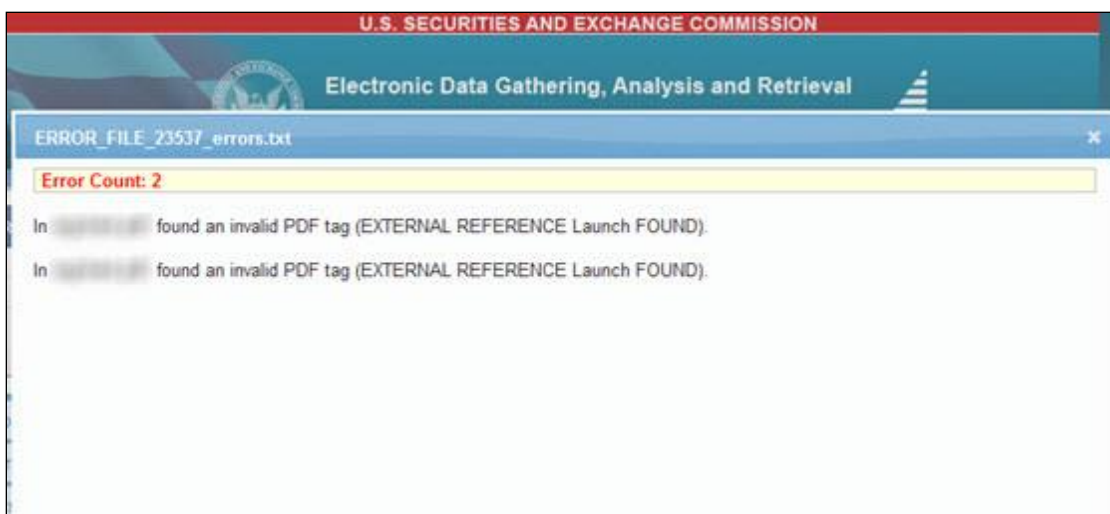 U.S. SECURITIES AND EXCHANGE COMMISSION
Electronic Data Gathering, Analysis and Retrieval
ERROR_FILE_23537_errors.txt
Error Count: 2
In found an invalid PDF tag (EXTERNAL REFERENCE Launch FOUND).
In found an invalid PDF tag (EXTERNAL REFERENCE Launch FOUND).